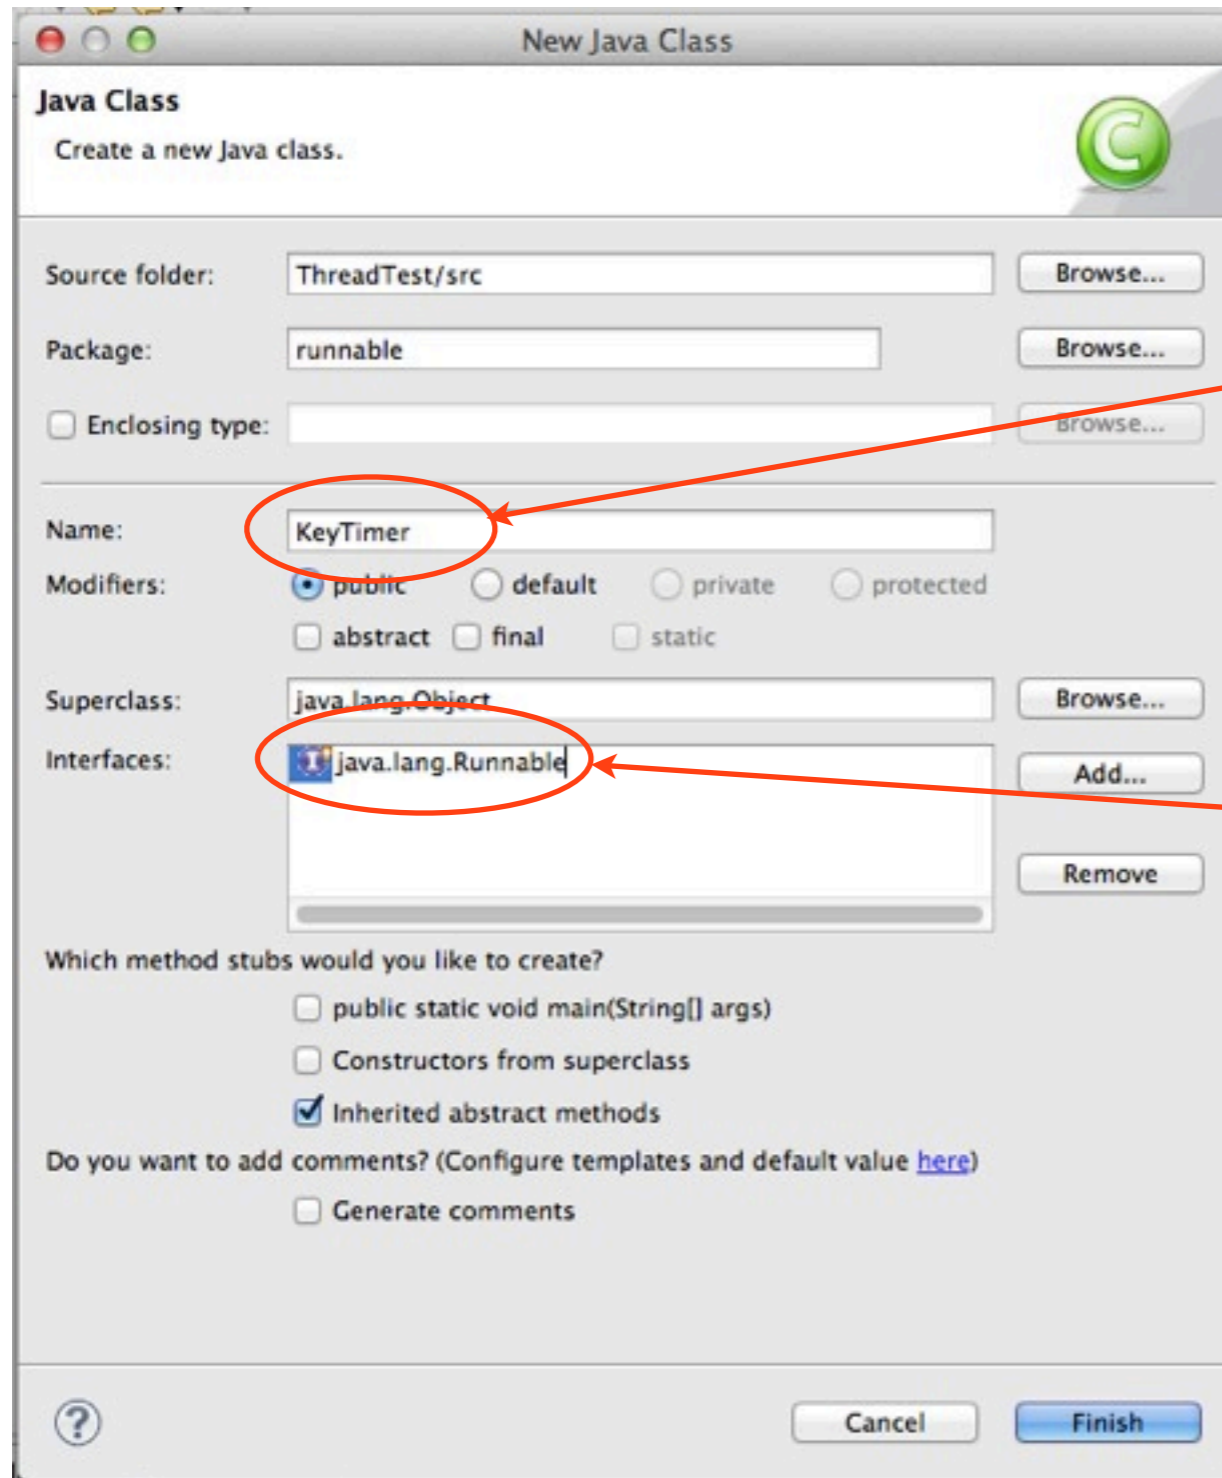 New Java Class
Java Class
Create a new Java class.
C
Source folder: ThreadTest/src Browse...
Package: runnable Browse...
Enclosing type: Browse...
Name: KeyTimer
Modifiers: public default private protected
abstract final static
Superclass: java.lang.Object Browse...
Interfaces: I java.lang.Runnable Add...
Remove
Which method stubs would you like to create?
public static void main(String[] args)
Constructors from superclass
Inherited abstract methods
Do you want to add comments? (Configure templates and default value here)
Generate comments
? Cancel Finish